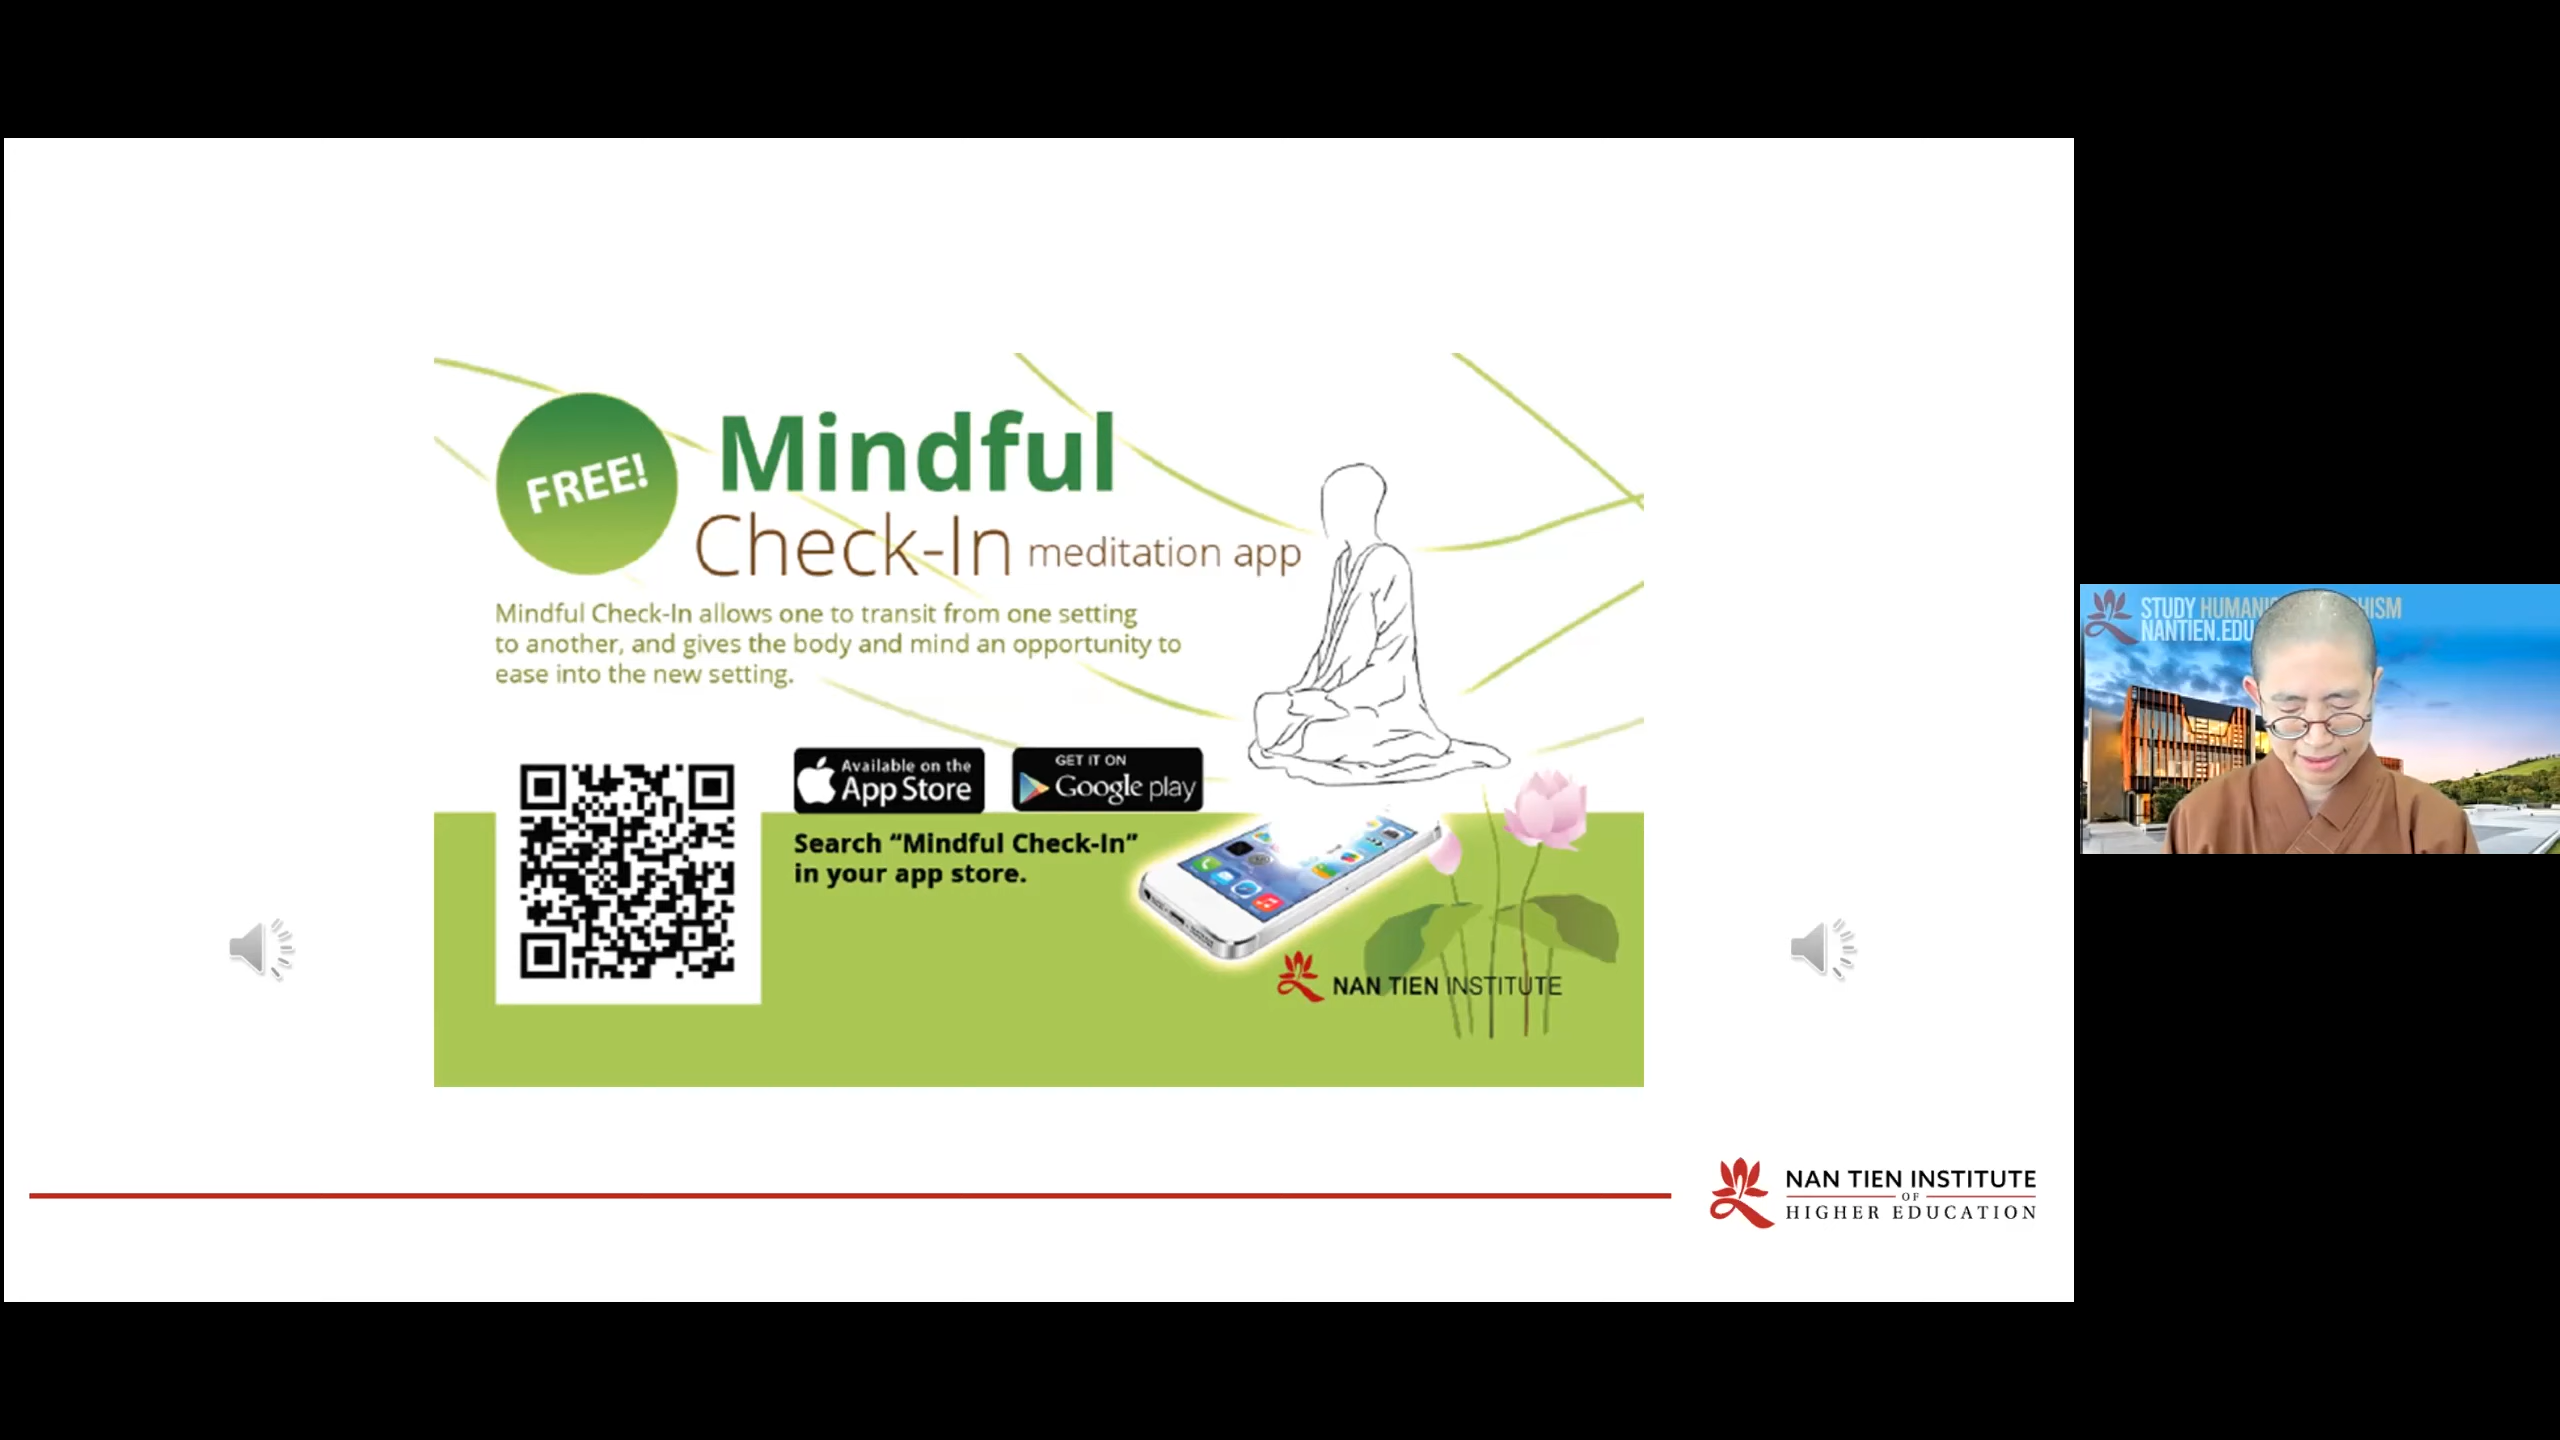 FREE!
Mindful
Check-In meditation app
Mindful Check-In allows one to transit from one setting
to another, and gives the body and mind an opportunity to
ease into the new setting.
Available on the
App Store
GET IT ON
Google play
Search “Mindful Check-In”
in your app store.
NAN TIEN INSTITUTE
NAN TIEN INSTITUTE
OF
HIGHER EDUCATION
STUDY
NANTIEN.EDU